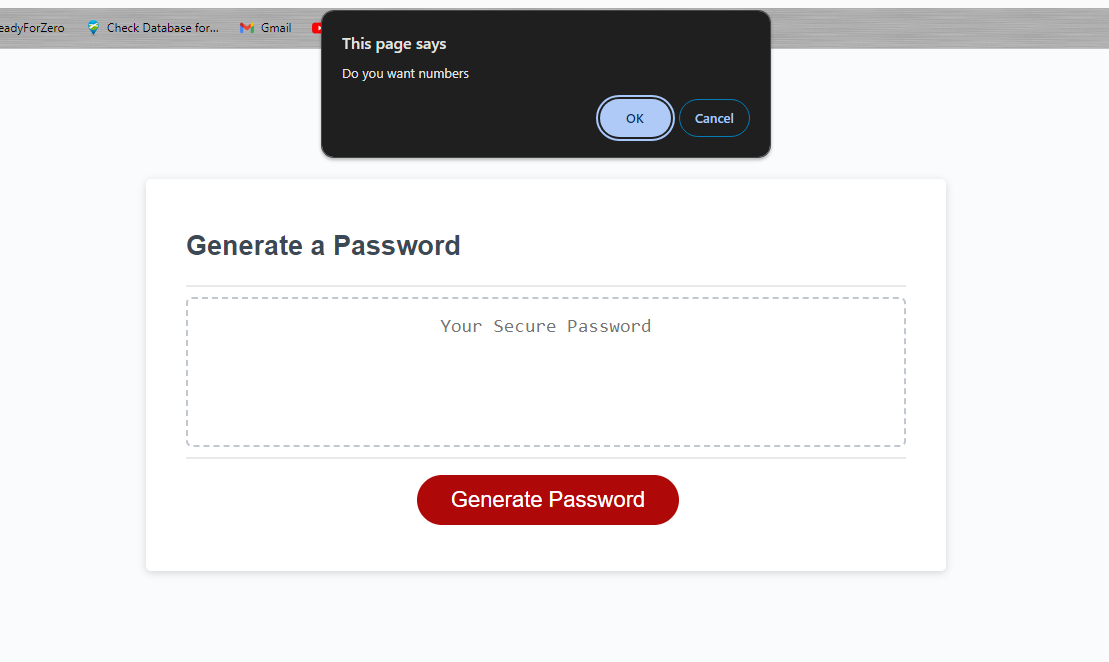 eadyForZero Check Database for... Gmail
This page says
Do you want numbers
OK Cancel
Generate a Password
Your Secure Password
Generate Password